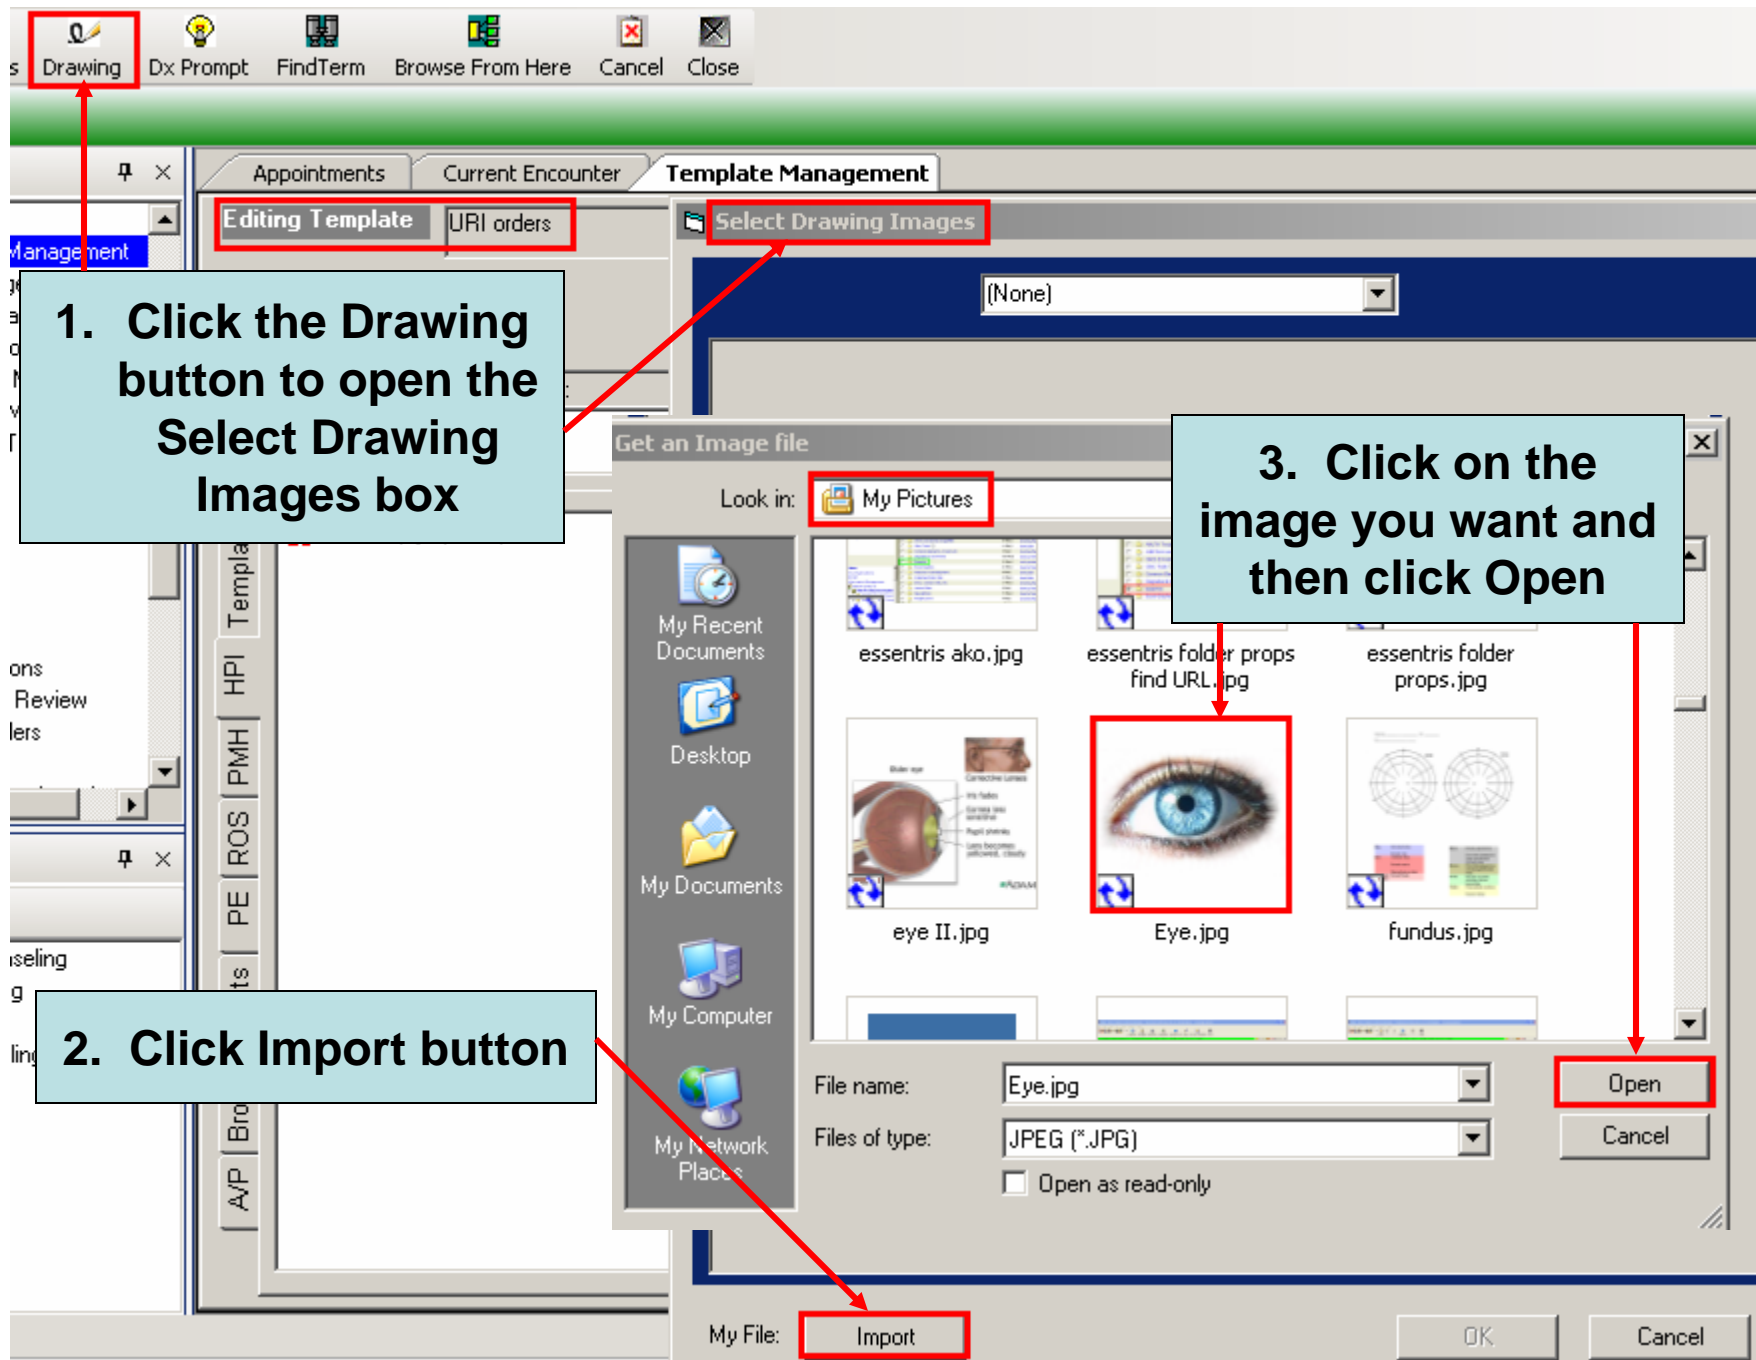 Drawing
Dx Prompt
FindTerm
Browse From Here
Cancel
Close
Appointments
Current Encounter
Template Management
Editing Template
URI orders
Select Drawing Images
Management
(None)
1. Click the Drawing
button to open the
Select Drawing
Images box
Get an Image file
Look in:
My Pictures
3. Click on the
image you want and
then click Open
My Recent
Documents
Desktop
My Documents
My Computer
My Network
Places
essentris ako.jpg
essentris folder props
find URL.jpg
essentris folder
props.jpg
eye II.jpg
Eye.jpg
fundus.jpg
ons
Review
ders
seling
g
HPI
PMH
ROS
PE
A/P
2. Click Import button
File name:
Eye.jpg
Open
Files of type:
JPEG (*.JPG)
Cancel
Open as read-only
My File:
Import
OK
Cancel